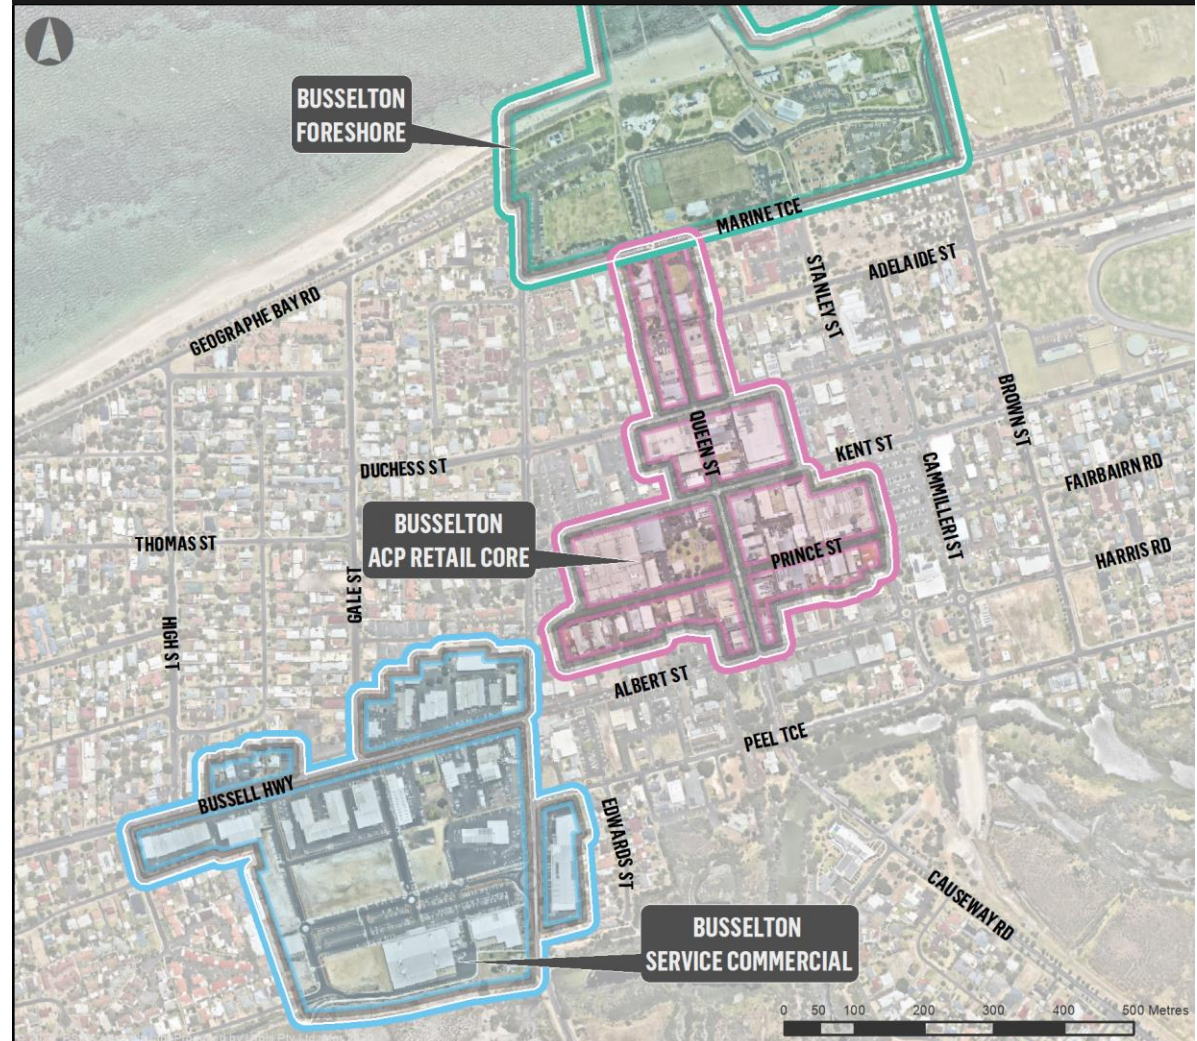 BUSSELTON
FORESHORE
MARINE TCE
ADELAIDE ST
STANLEY ST
GEOGRAPHE BAY RD
BROWN ST
QUEEN ST
KENT ST
DUCHESS ST
CAMMILLERI ST
FAIRBAIRN RD
BUSSELTON
ACP RETAIL CORE
THOMAS ST
PRINCE ST
HARRIS RD
GALE ST
HIGH ST
ALBERT ST
PEEL TCE
BUSSELL HWY
EDWARDS ST
CAUSEWAY RD
BUSSELTON
SERVICE COMMERCIAL
0 50 100 200 300 400 500 Metres